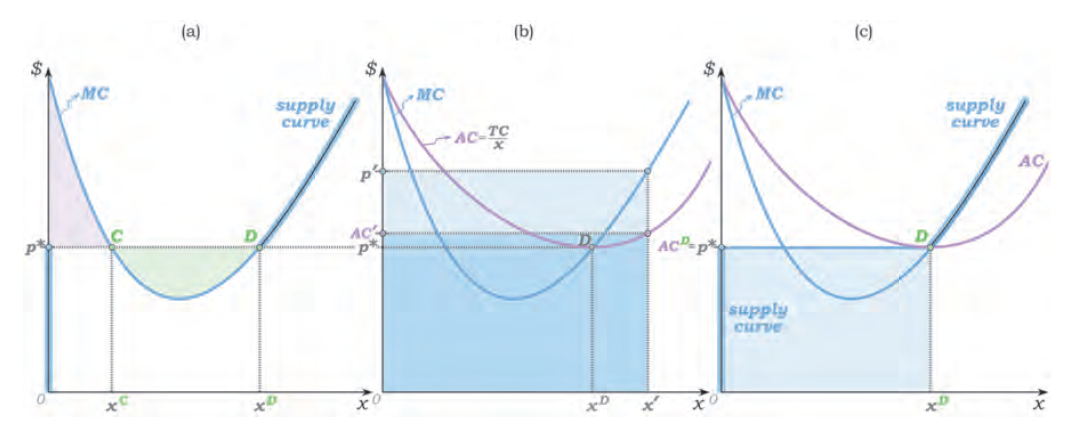 (a)
$
MC
supply
curve
p*
C
D
0
x^C
x^D
x
(b)
$
MC
AC=TC/x
p'
AC'
p*
D
AC^D=p*
0
x^D
x'
x
(c)
$
MC
supply
curve
AC
D
supply
curve
0
x^D
x